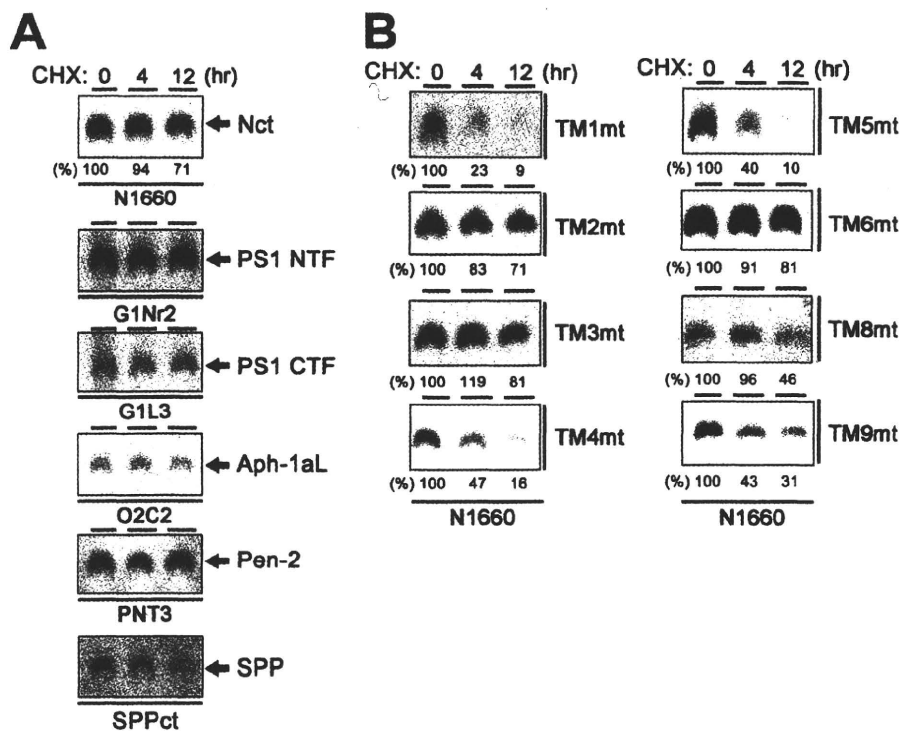 A
CHX: 0 4 12 (hr)
Nct
(%) 100 94 71
N1660
PS1 NTF
G1Nr2
PS1 CTF
G1L3
Aph-1aL
O2C2
Pen-2
PNT3
SPP
SPPct
B
CHX: 0 4 12 (hr)
TM1mt
(%) 100 23 9
TM2mt
(%) 100 83 71
TM3mt
(%) 100 119 81
TM4mt
(%) 100 47 16
N1660
CHX: 0 4 12 (hr)
TM5mt
(%) 100 40 10
TM6mt
(%) 100 91 81
TM8mt
(%) 100 96 46
TM9mt
(%) 100 43 31
N1660